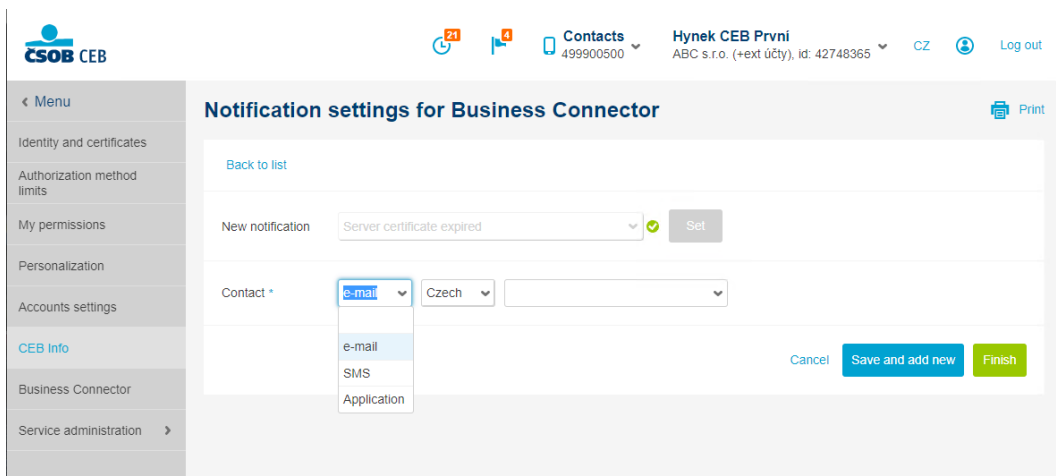 ČSOB CEB
21
4
Contacts
499900500
Hynek CEB První
ABC s.r.o. (+ext účty), id: 42748365
CZ
Log out
Menu
Identity and certificates
Authorization method
limits
My permissions
Personalization
Accounts settings
CEB Info
Business Connector
Service administration
Notification settings for Business Connector
Print
Back to list
New notification
Server certificate expired
Set
Contact *
e-mail
Czech
e-mail
SMS
Application
Cancel
Save and add new
Finish